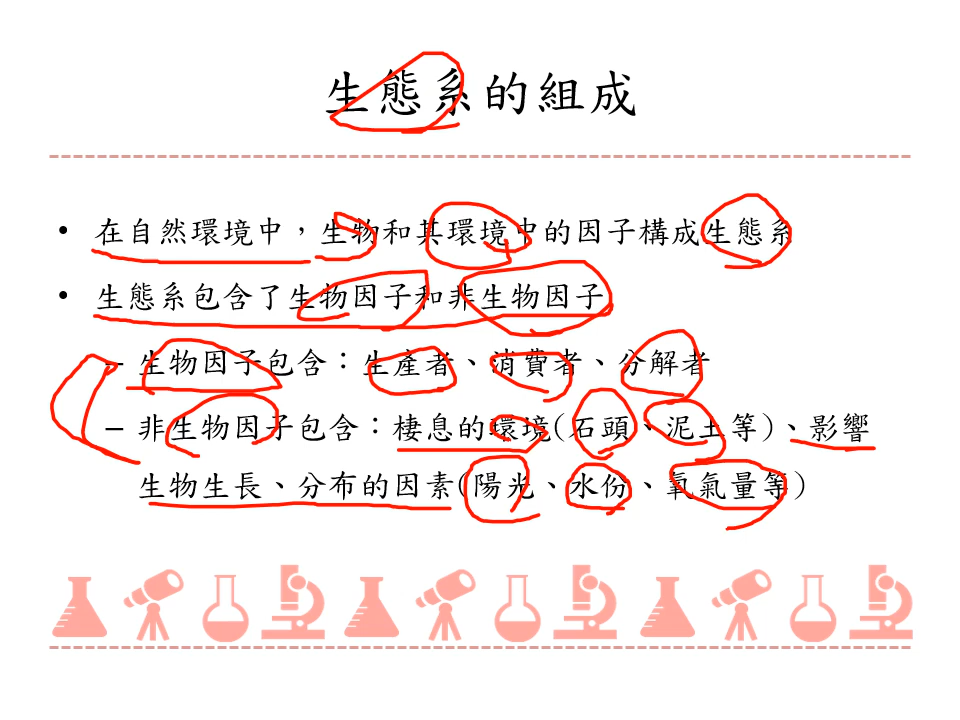 生態系的組成
• 在自然環境中，生物和其環境中的因子構成生態系
• 生態系包含了生物因子和非生物因子
– 生物因子包含：生產者、消費者、分解者
– 非生物因子包含：棲息的環境(石頭、泥土等)、影響
生物生長、分布的因素(陽光、水份、氧氣量等)